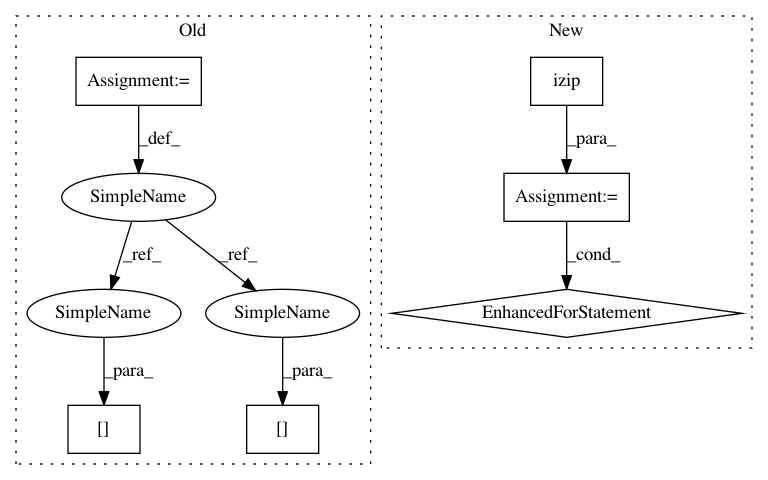 Old
New
Assignment:=
izip
_def_
_para_
SimpleName
Assignment:=
_ref_
_ref_
_cond_
SimpleName
SimpleName
EnhancedForStatement
_para_
_para_
[]
[]